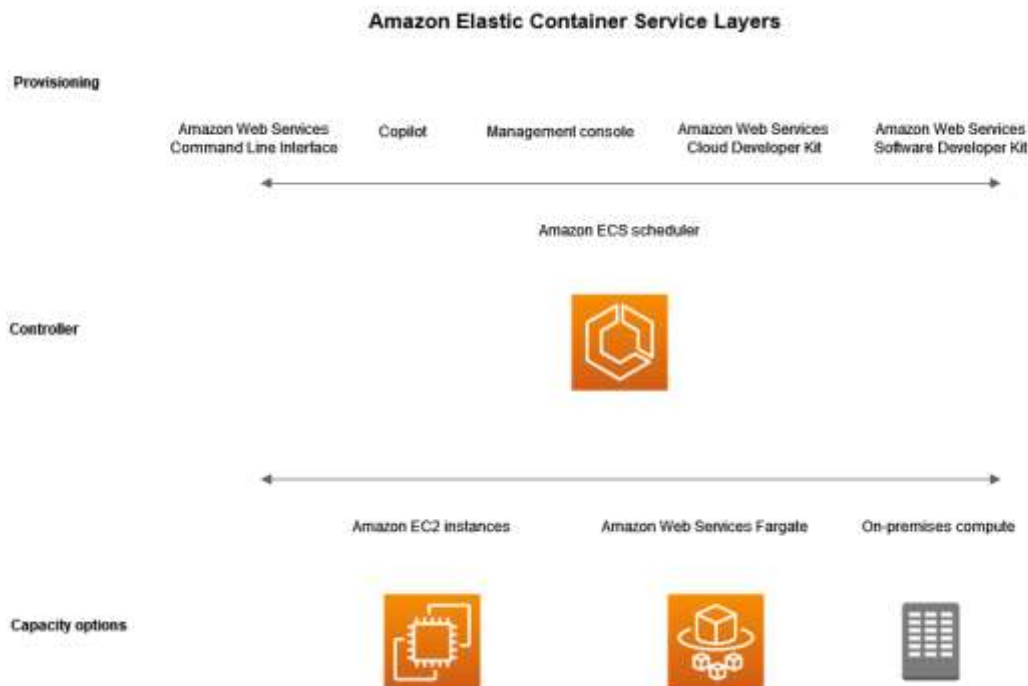 Amazon Elastic Container Service Layers
Provisioning
Amazon Web Services
Command Line Interface
Copilot
Management console
Amazon Web Services
Cloud Developer Kit
Amazon Web Services
Software Developer Kit
Amazon ECS scheduler
Controller
Amazon EC2 instances
Amazon Web Services Fargate
On-premises compute
Capacity options